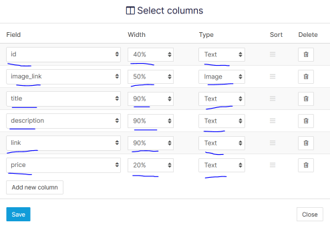 Select columns
Field Width Type Sort Delete
id 40% Text
image_link 50% Image
title 90% Text
description 90% Text
link 90% Text
price 20% Text
Add new column
Save Close